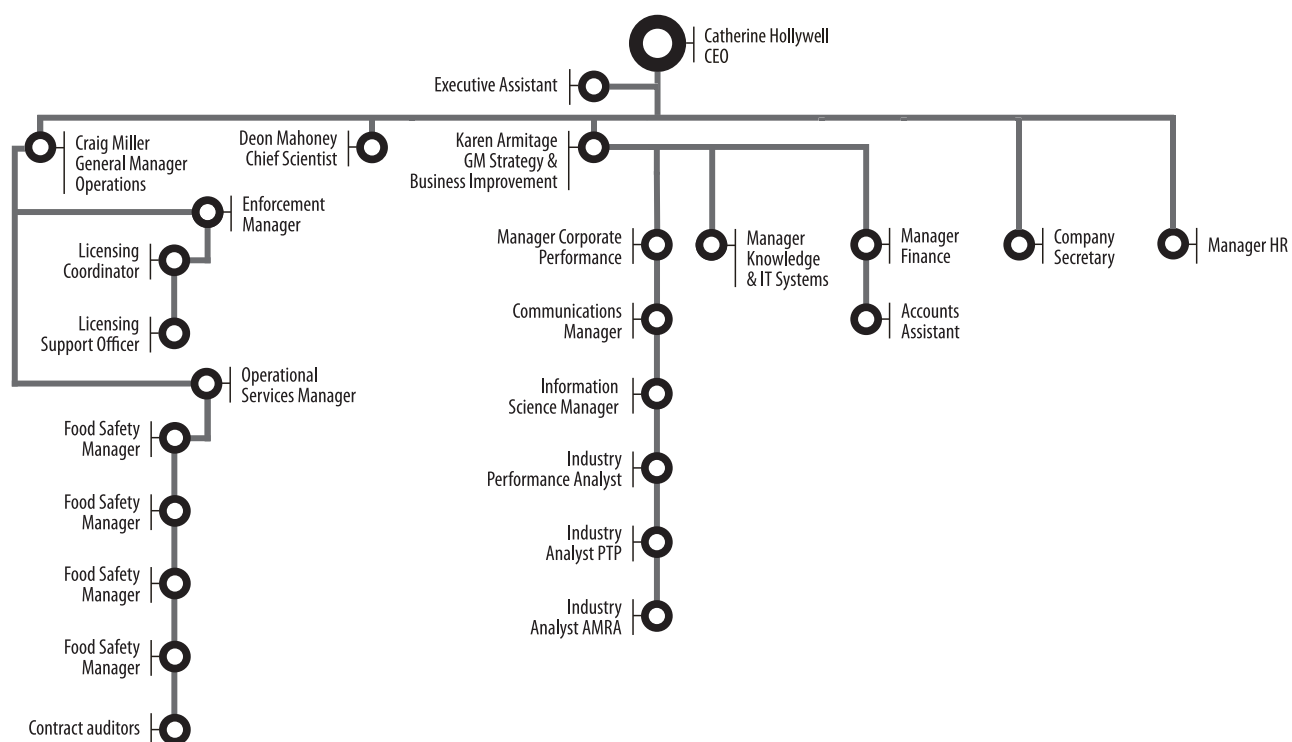 Catherine Hollywell
CEO
Executive Assistant
Craig Miller
General Manager
Operations
Deon Mahoney
Chief Scientist
Karen Armitage
GM Strategy &
Business Improvement
Enforcement
Manager
Licensing
Coordinator
Licensing
Support Officer
Operational
Services Manager
Food Safety
Manager
Food Safety
Manager
Food Safety
Manager
Food Safety
Manager
Contract auditors
Manager Corporate
Performance
Communications
Manager
Information
Science Manager
Industry
Performance Analyst
Industry
Analyst PTP
Industry
Analyst AMRA
Manager
Knowledge
& IT Systems
Manager
Finance
Accounts
Assistant
Company
Secretary
Manager HR